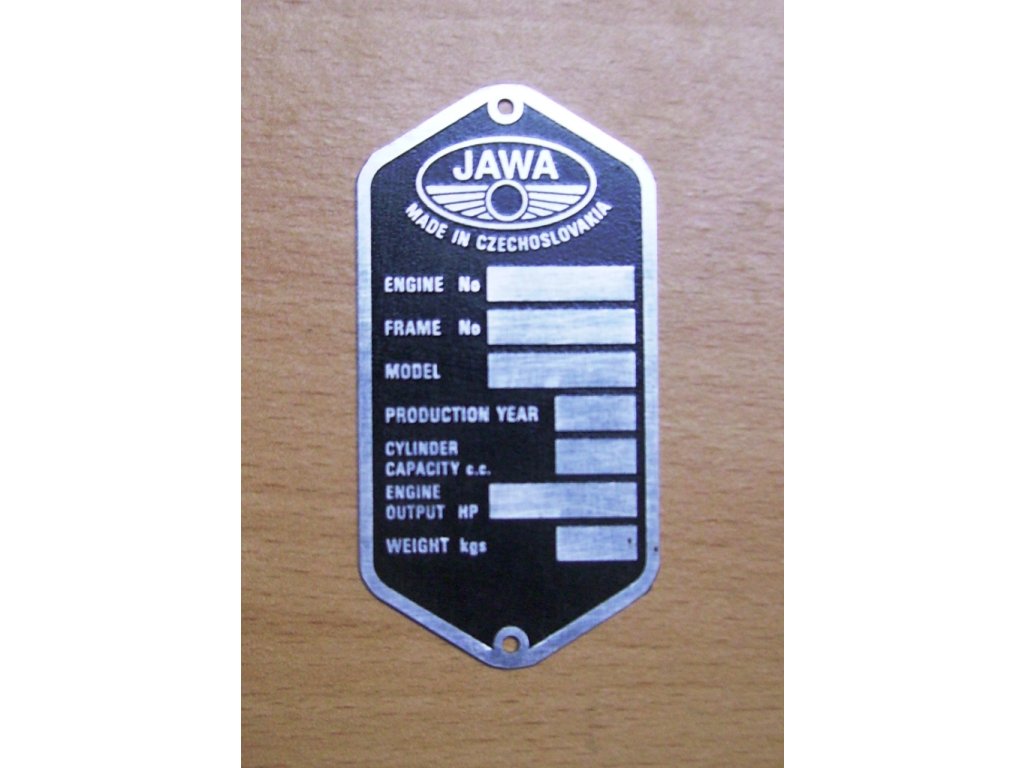 JAWA
MADE IN CZECHOSLOVAKIA
ENGINE No
FRAME No
MODEL
PRODUCTION YEAR
CYLINDER
CAPACITY c.c.
ENGINE
OUTPUT HP
WEIGHT kgs